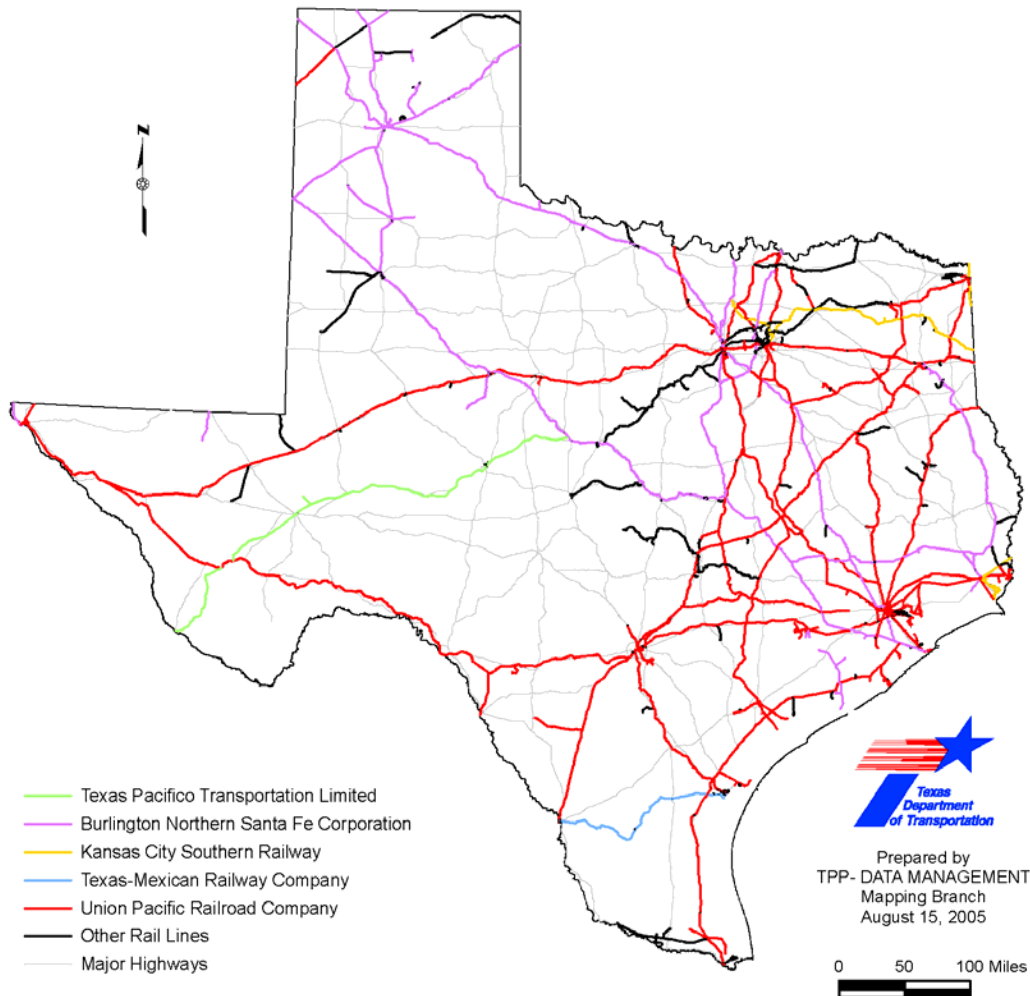 N
Texas Pacifico Transportation Limited
Burlington Northern Santa Fe Corporation
Kansas City Southern Railway
Texas-Mexican Railway Company
Union Pacific Railroad Company
Other Rail Lines
Major Highways
Texas
Department
of Transportation
Prepared by
TPP- DATA MANAGEMENT
Mapping Branch
August 15, 2005
0 50 100 Miles